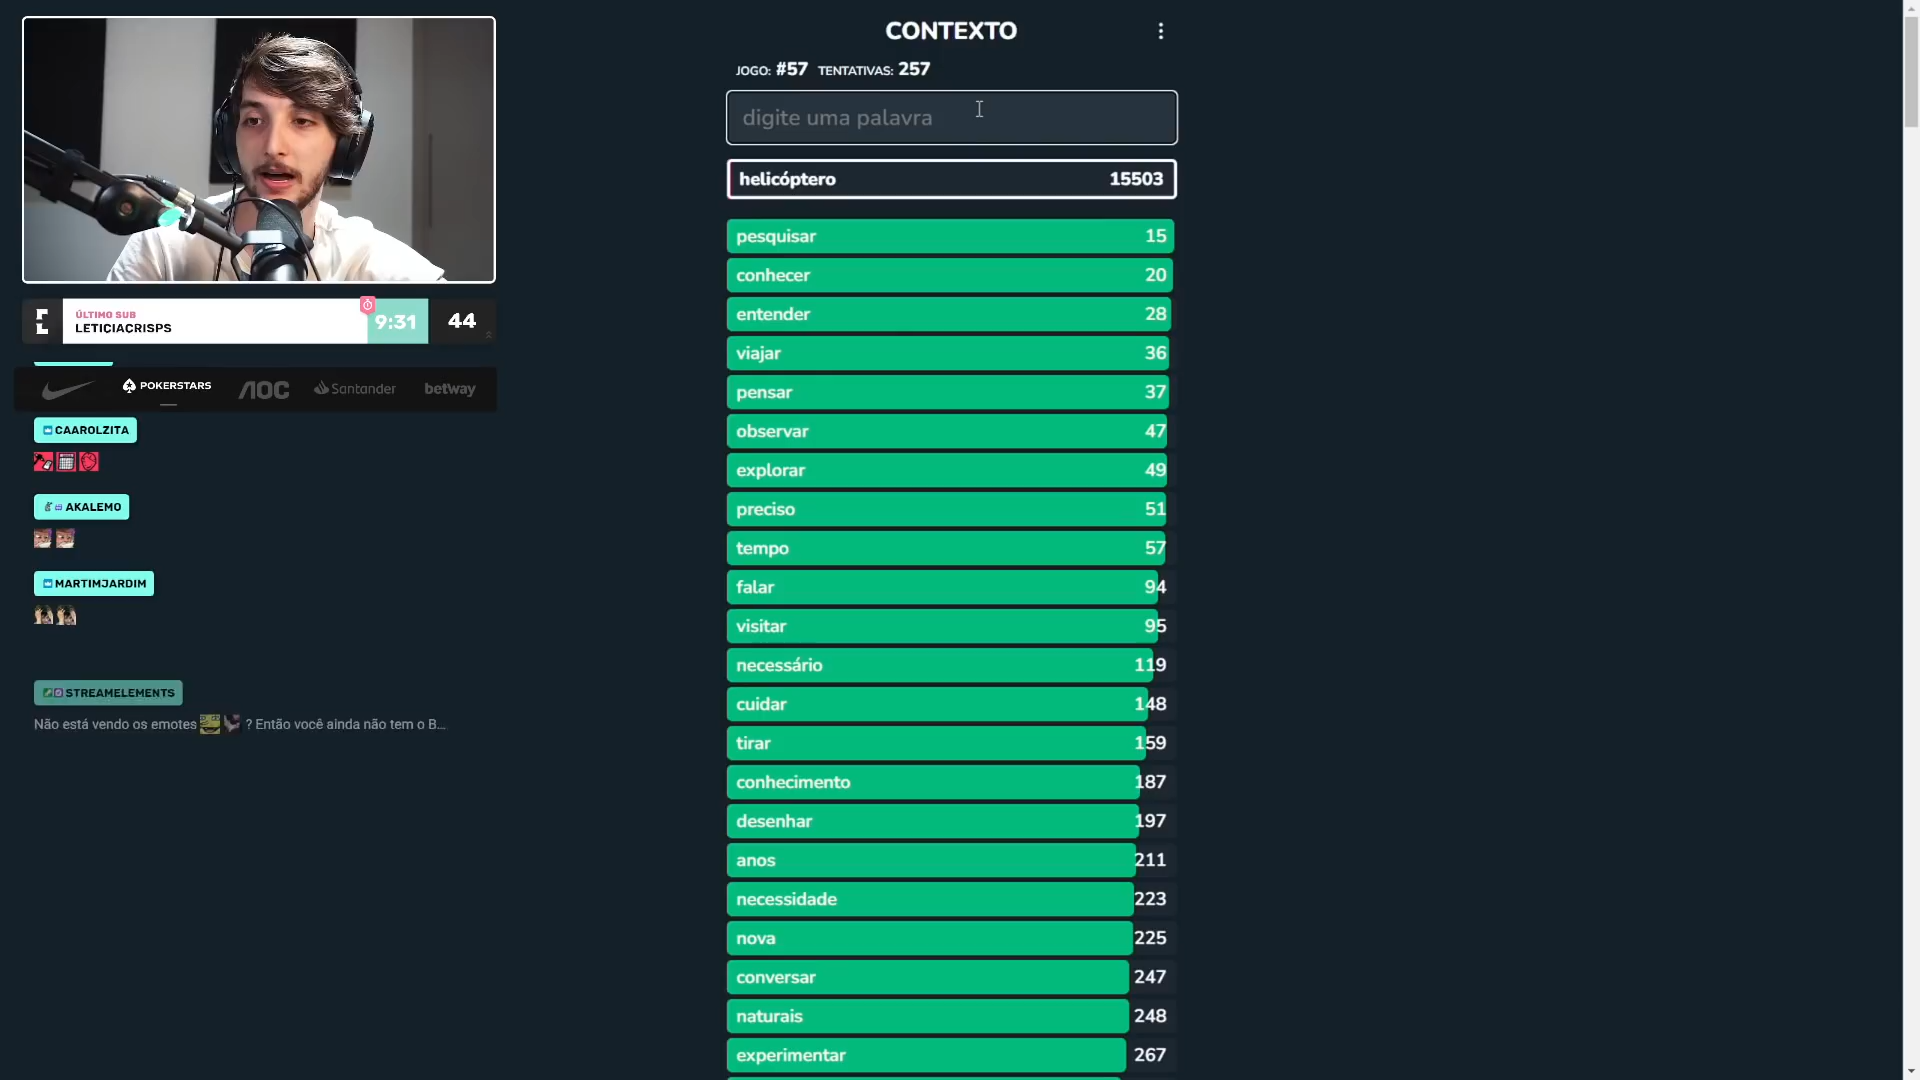 CONTEXTO
JOGO: #57 TENTATIVAS: 257
digite uma palavra
helicóptero 15503
pesquisar 15
conhecer 20
entender 28
viajar 36
pensar 37
observar 47
explorar 49
preciso 51
tempo 57
falar 94
visitar 95
necessário 119
cuidar 148
tirar 159
conhecimento 187
desenhar 197
anos 211
necessidade 223
nova 225
conversar 247
naturais 248
experimentar 267
ÚLTIMO SUB
LETIÇIAÇRISPS
9:31 44
POKERSTARS AOC Santander betway
CAAROLZITA
AKALEMO
MARTIMJARDIM
STREAMELEMENTS
Não está vendo os emotes ? Então você ainda não tem o B...